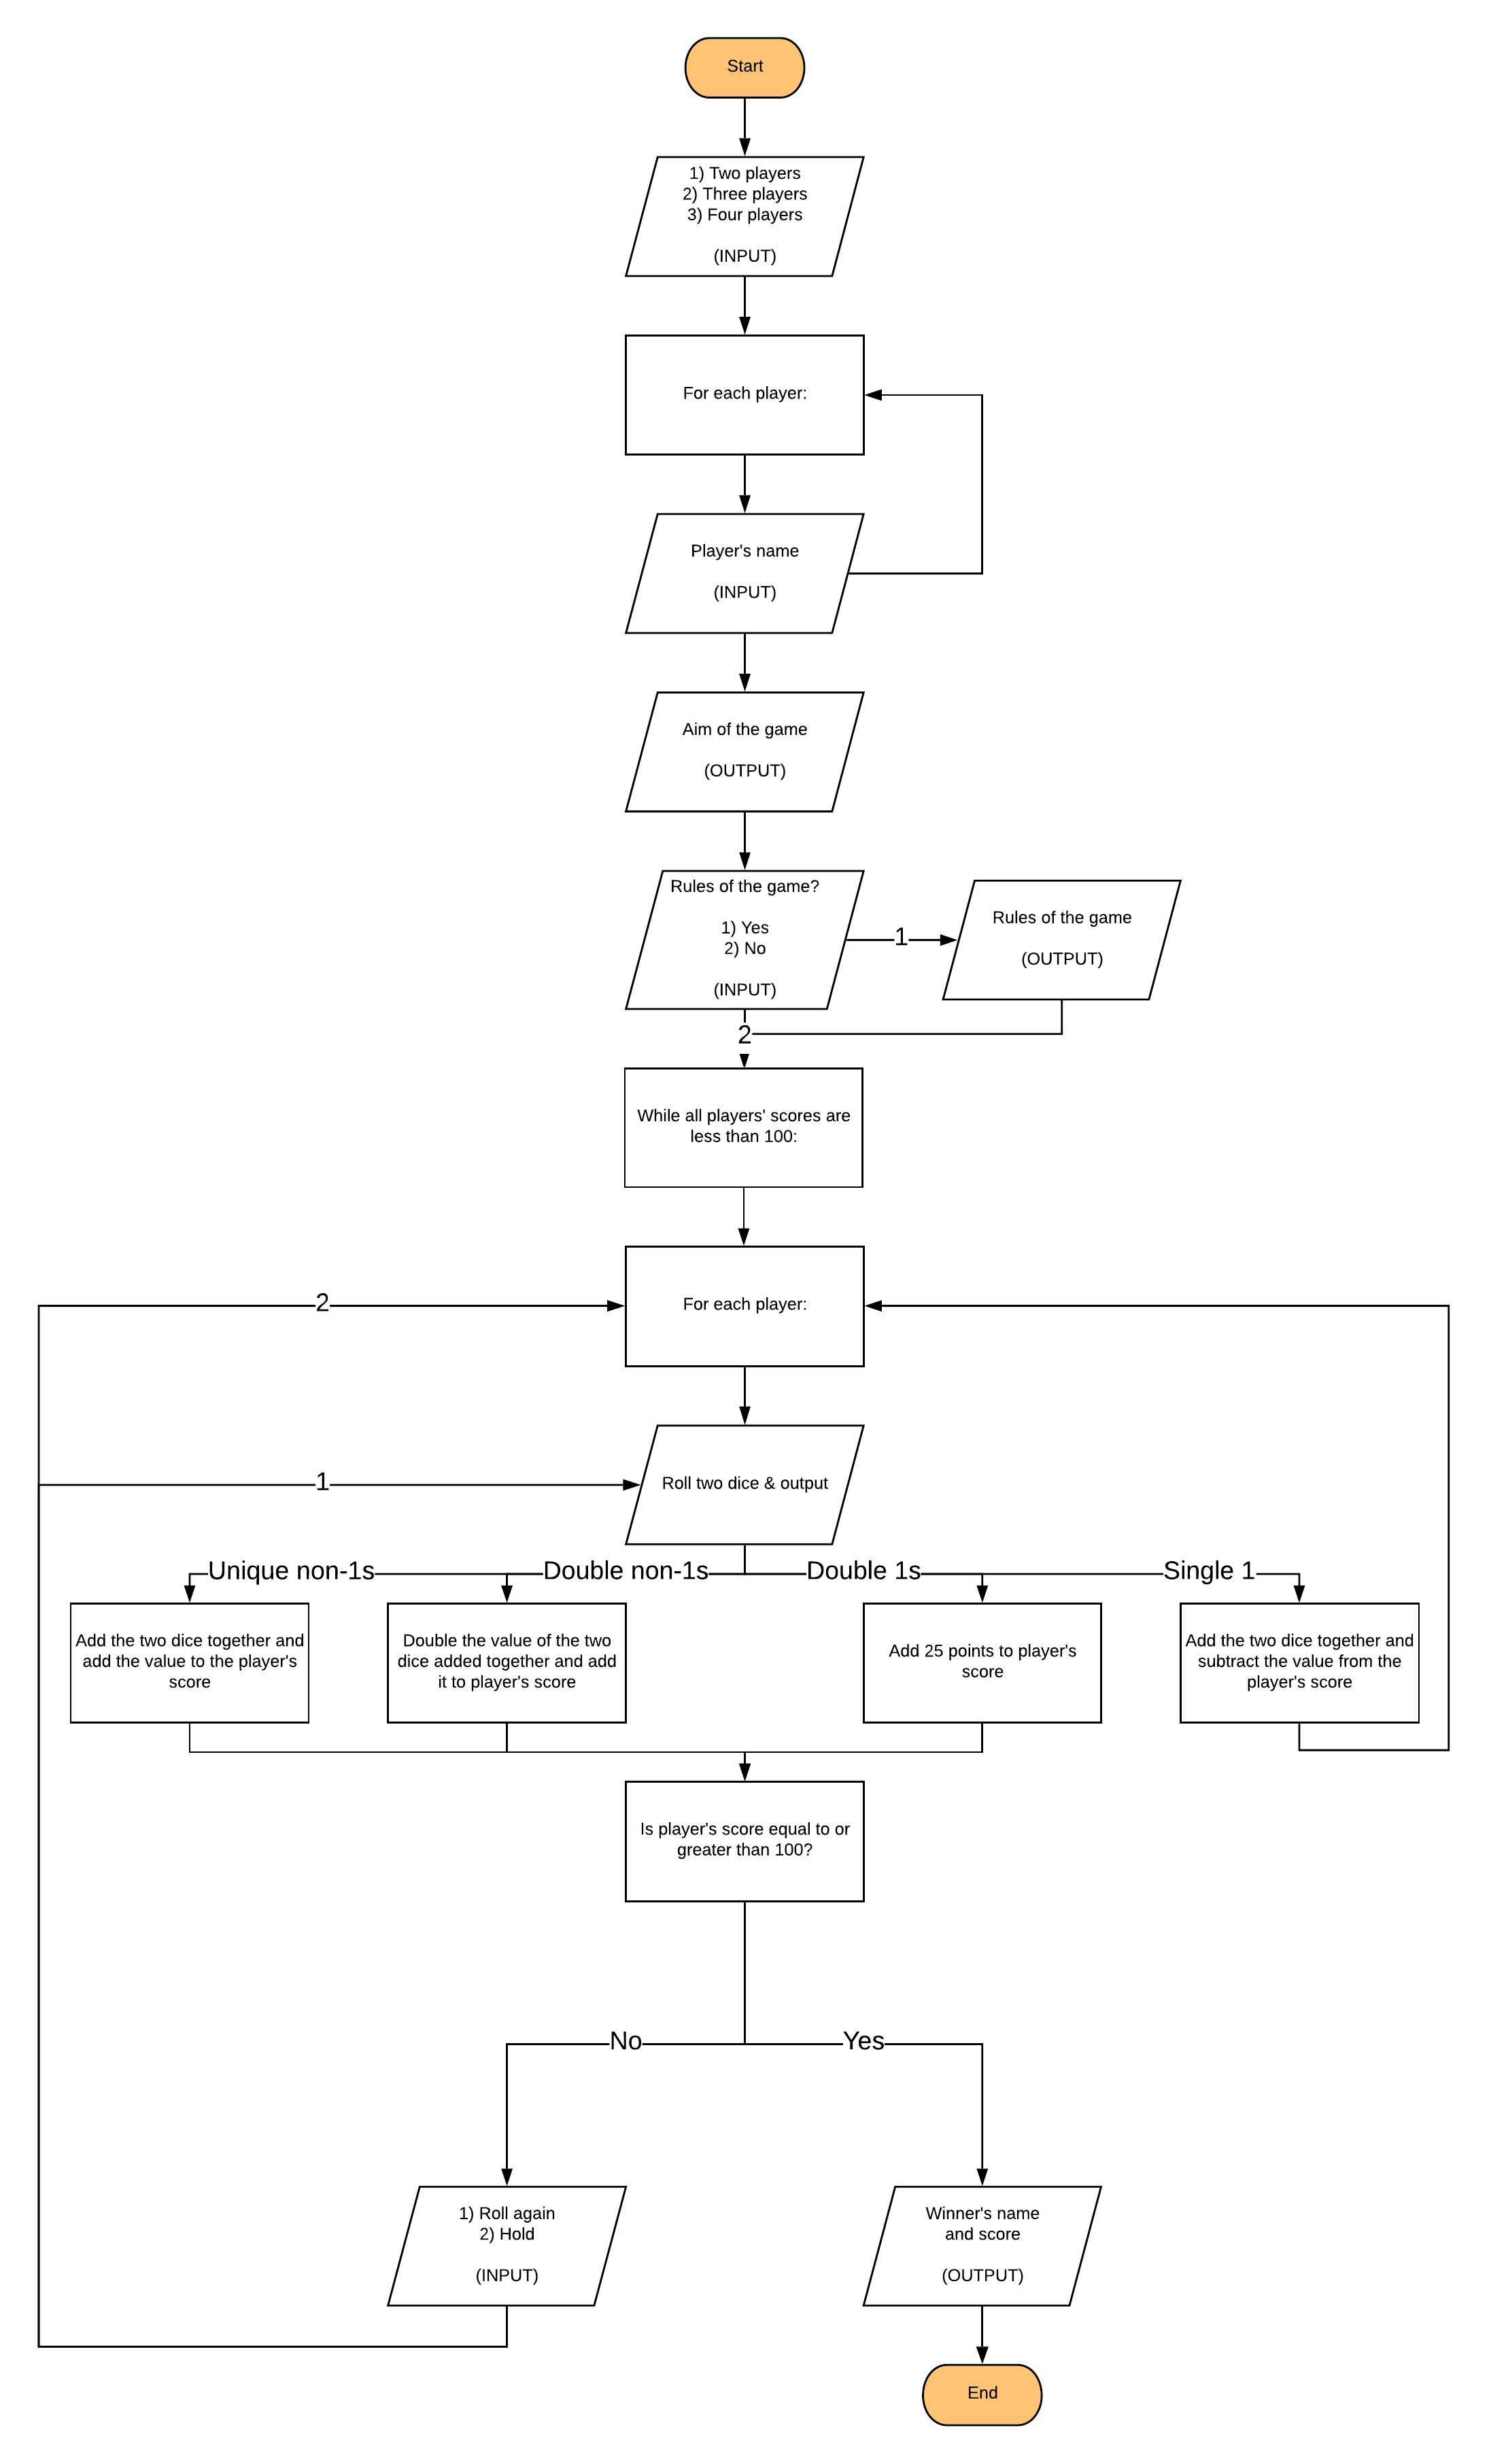 Start
1) Two players
2) Three players
3) Four players
(INPUT)
For each player:
Player's name
(INPUT)
Aim of the game
(OUTPUT)
Rules of the game?
1) Yes
2) No
(INPUT)
1
Rules of the game
(OUTPUT)
2
While all players' scores are
less than 100:
2
For each player:
1
Roll two dice & output
Unique non-1s
Double non-1s
Double 1s
Single 1
Add the two dice together and
add the value to the player's
score
Double the value of the two
dice added together and add
it to player's score
Add 25 points to player's
score
Add the two dice together and
subtract the value from the
player's score
Is player's score equal to or
greater than 100?
No
Yes
1) Roll again
2) Hold
(INPUT)
Winner's name
and score
(OUTPUT)
End